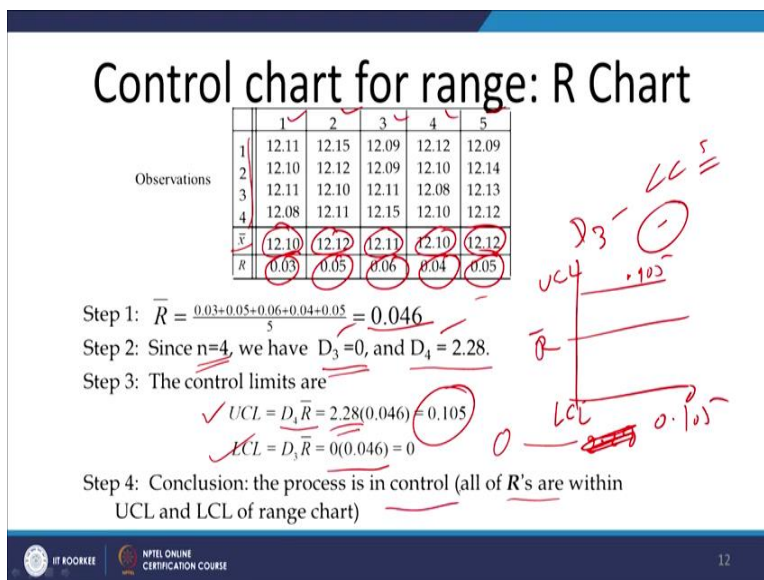 Control chart for range: R Chart
1 2 3 4 5
Observations
1 12.11 12.15 12.09 12.12 12.09
2 12.10 12.12 12.09 12.10 12.14
3 12.11 12.10 12.11 12.08 12.13
4 12.08 12.11 12.15 12.10 12.12
x̄ 12.10 12.12 12.11 12.10 12.12
R 0.03 0.05 0.06 0.04 0.05
Step 1: R̄ = 0.03+0.05+0.06+0.04+0.05 / 5 = 0.046
Step 2: Since n=4, we have D₃ =0, and D₄ = 2.28.
Step 3: The control limits are
UCL = D₄R̄ = 2.28(0.046) = 0.105
LCL = D₃R̄ = 0(0.046) = 0
Step 4: Conclusion: the process is in control (all of R's are within
UCL and LCL of range chart)
D3
UCL
.105
R̄
LCL
0
0.105
IIT ROORKEE
NPTEL ONLINE
CERTIFICATION COURSE
12